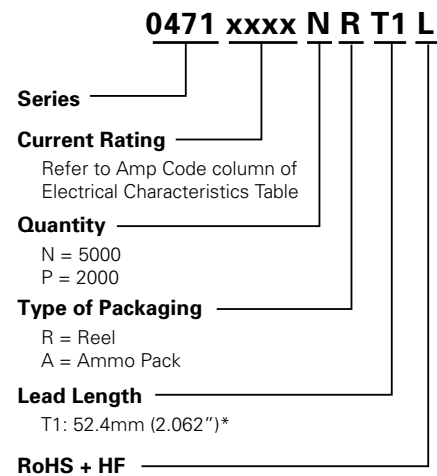 0471 xxxx N R T1 L
Series
Current Rating
Refer to Amp Code column of
Electrical Characteristics Table
Quantity
N = 5000
P = 2000
Type of Packaging
R = Reel
A = Ammo Pack
Lead Length
T1: 52.4mm (2.062”)*
RoHS + HF